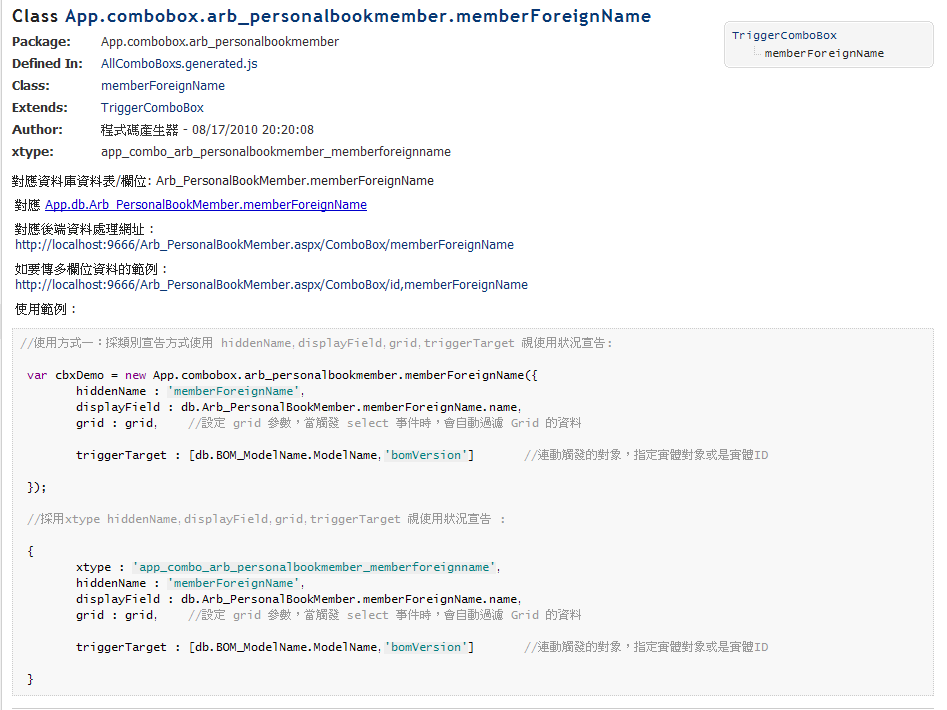 Class App.combobox.arb_personalbookmember.memberForeignName
Package: App.combobox.arb_personalbookmember
Defined In: AllComboBoxs.generated.js
Class: memberForeignName
Extends: TriggerComboBox
Author: 程式碼產生器 - 08/17/2010 20:20:08
xtype: app_combo_arb_personalbookmember_memberforeignname
TriggerComboBox
memberForeignName
對應資料庫資料表/欄位: Arb_PersonalBookMember.memberForeignName
對應 App.db.Arb_PersonalBookMember.memberForeignName
對應後端資料處理網址：
http://localhost:9666/Arb_PersonalBookMember.aspx/ComboBox/memberForeignName
如要傳多欄位資料的範例：
http://localhost:9666/Arb_PersonalBookMember.aspx/ComboBox/id,memberForeignName
使用範例：
//使用方式一：採類別宣告方式使用 hiddenName,displayField,grid,triggerTarget 視使用狀況宣告:
var cbxDemo = new App.combobox.arb_personalbookmember.memberForeignName({
hiddenName : 'memberForeignName',
displayField : db.Arb_PersonalBookMember.memberForeignName.name,
grid : grid, //設定 grid 參數，當觸發 select 事件時，會自動過濾 Grid 的資料
triggerTarget : [db.BOM_ModelName.ModelName,'bomVersion'] //連動觸發的對象，指定實體對象或是實體ID
});
//採用xtype hiddenName,displayField,grid,triggerTarget 視使用狀況宣告 :
{
xtype : 'app_combo_arb_personalbookmember_memberforeignname',
hiddenName : 'memberForeignName',
displayField : db.Arb_PersonalBookMember.memberForeignName.name,
grid : grid, //設定 grid 參數，當觸發 select 事件時，會自動過濾 Grid 的資料
triggerTarget : [db.BOM_ModelName.ModelName,'bomVersion'] //連動觸發的對象，指定實體對象或是實體ID
}